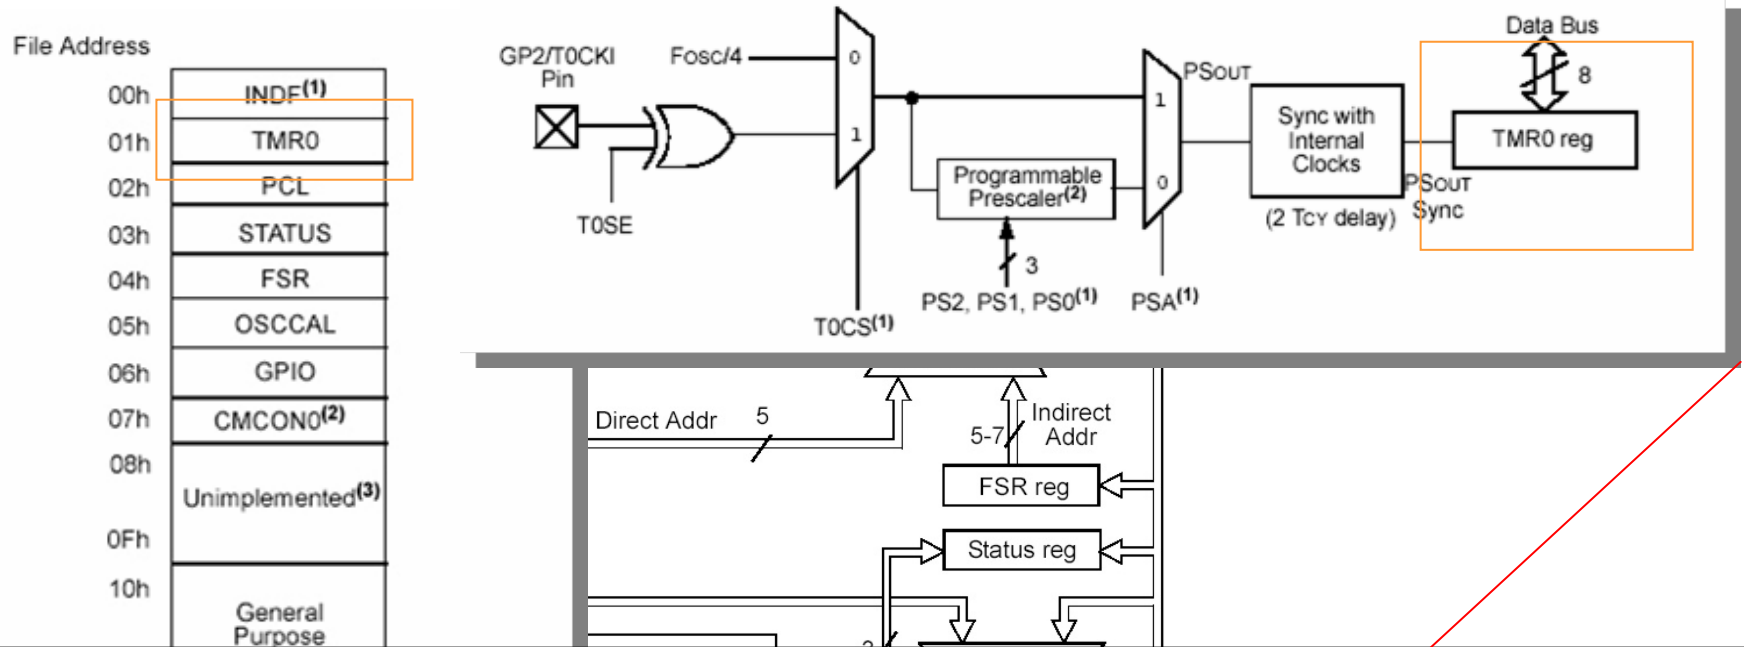 File Address
00h
INDF(1)
01h
TMR0
02h
PCL
03h
STATUS
04h
FSR
05h
OSCCAL
06h
GPIO
07h
CMCON0(2)
08h
Unimplemented(3)
0Fh
10h
General
Purpose
GP2/T0CKI
Pin
Fosc/4
0
1
T0SE
T0CS(1)
Programmable
Prescaler(2)
3
PS2, PS1, PS0(1)
1
0
PSA(1)
PSOUT
Sync with
Internal
Clocks
(2 TCY delay)
PSOUT
Sync
Data Bus
8
TMR0 reg
Direct Addr
5
5-7
Indirect
Addr
FSR reg
Status reg